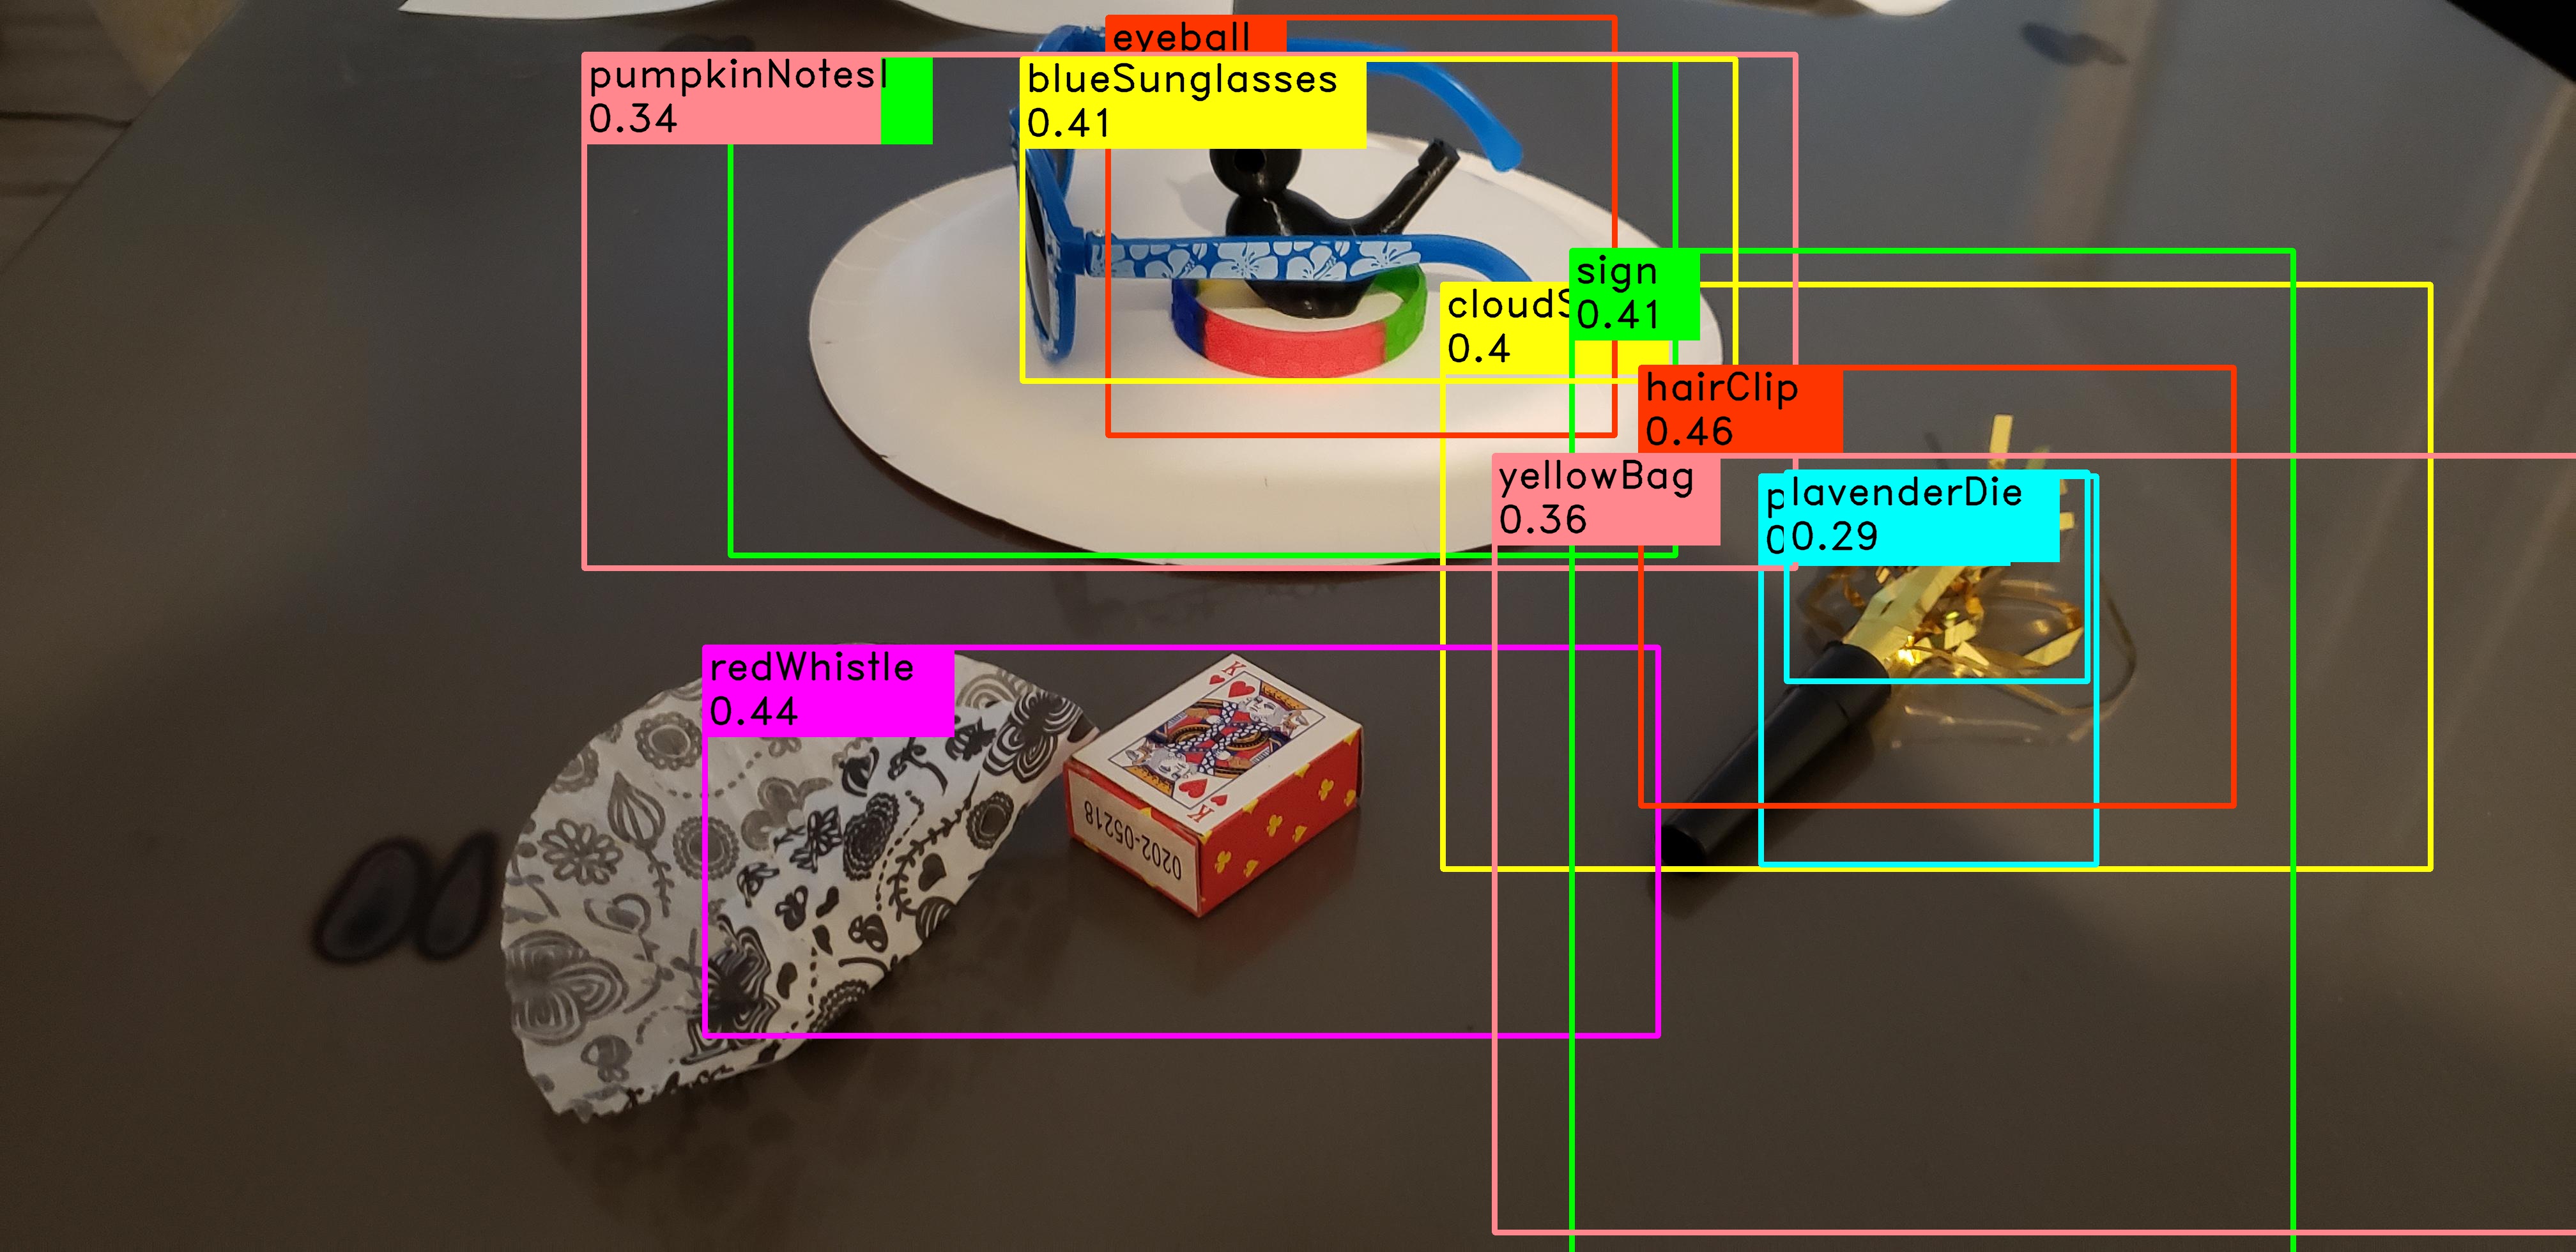 eyeball
pumpkinNotes
0.34
blueSunglasses
0.41
sign
0.41
cloudS
0.4
hairClip
0.46
yellowBag
0.36
p
lavenderDie
0.29
redWhistle
0.44
K
K
0202-05218